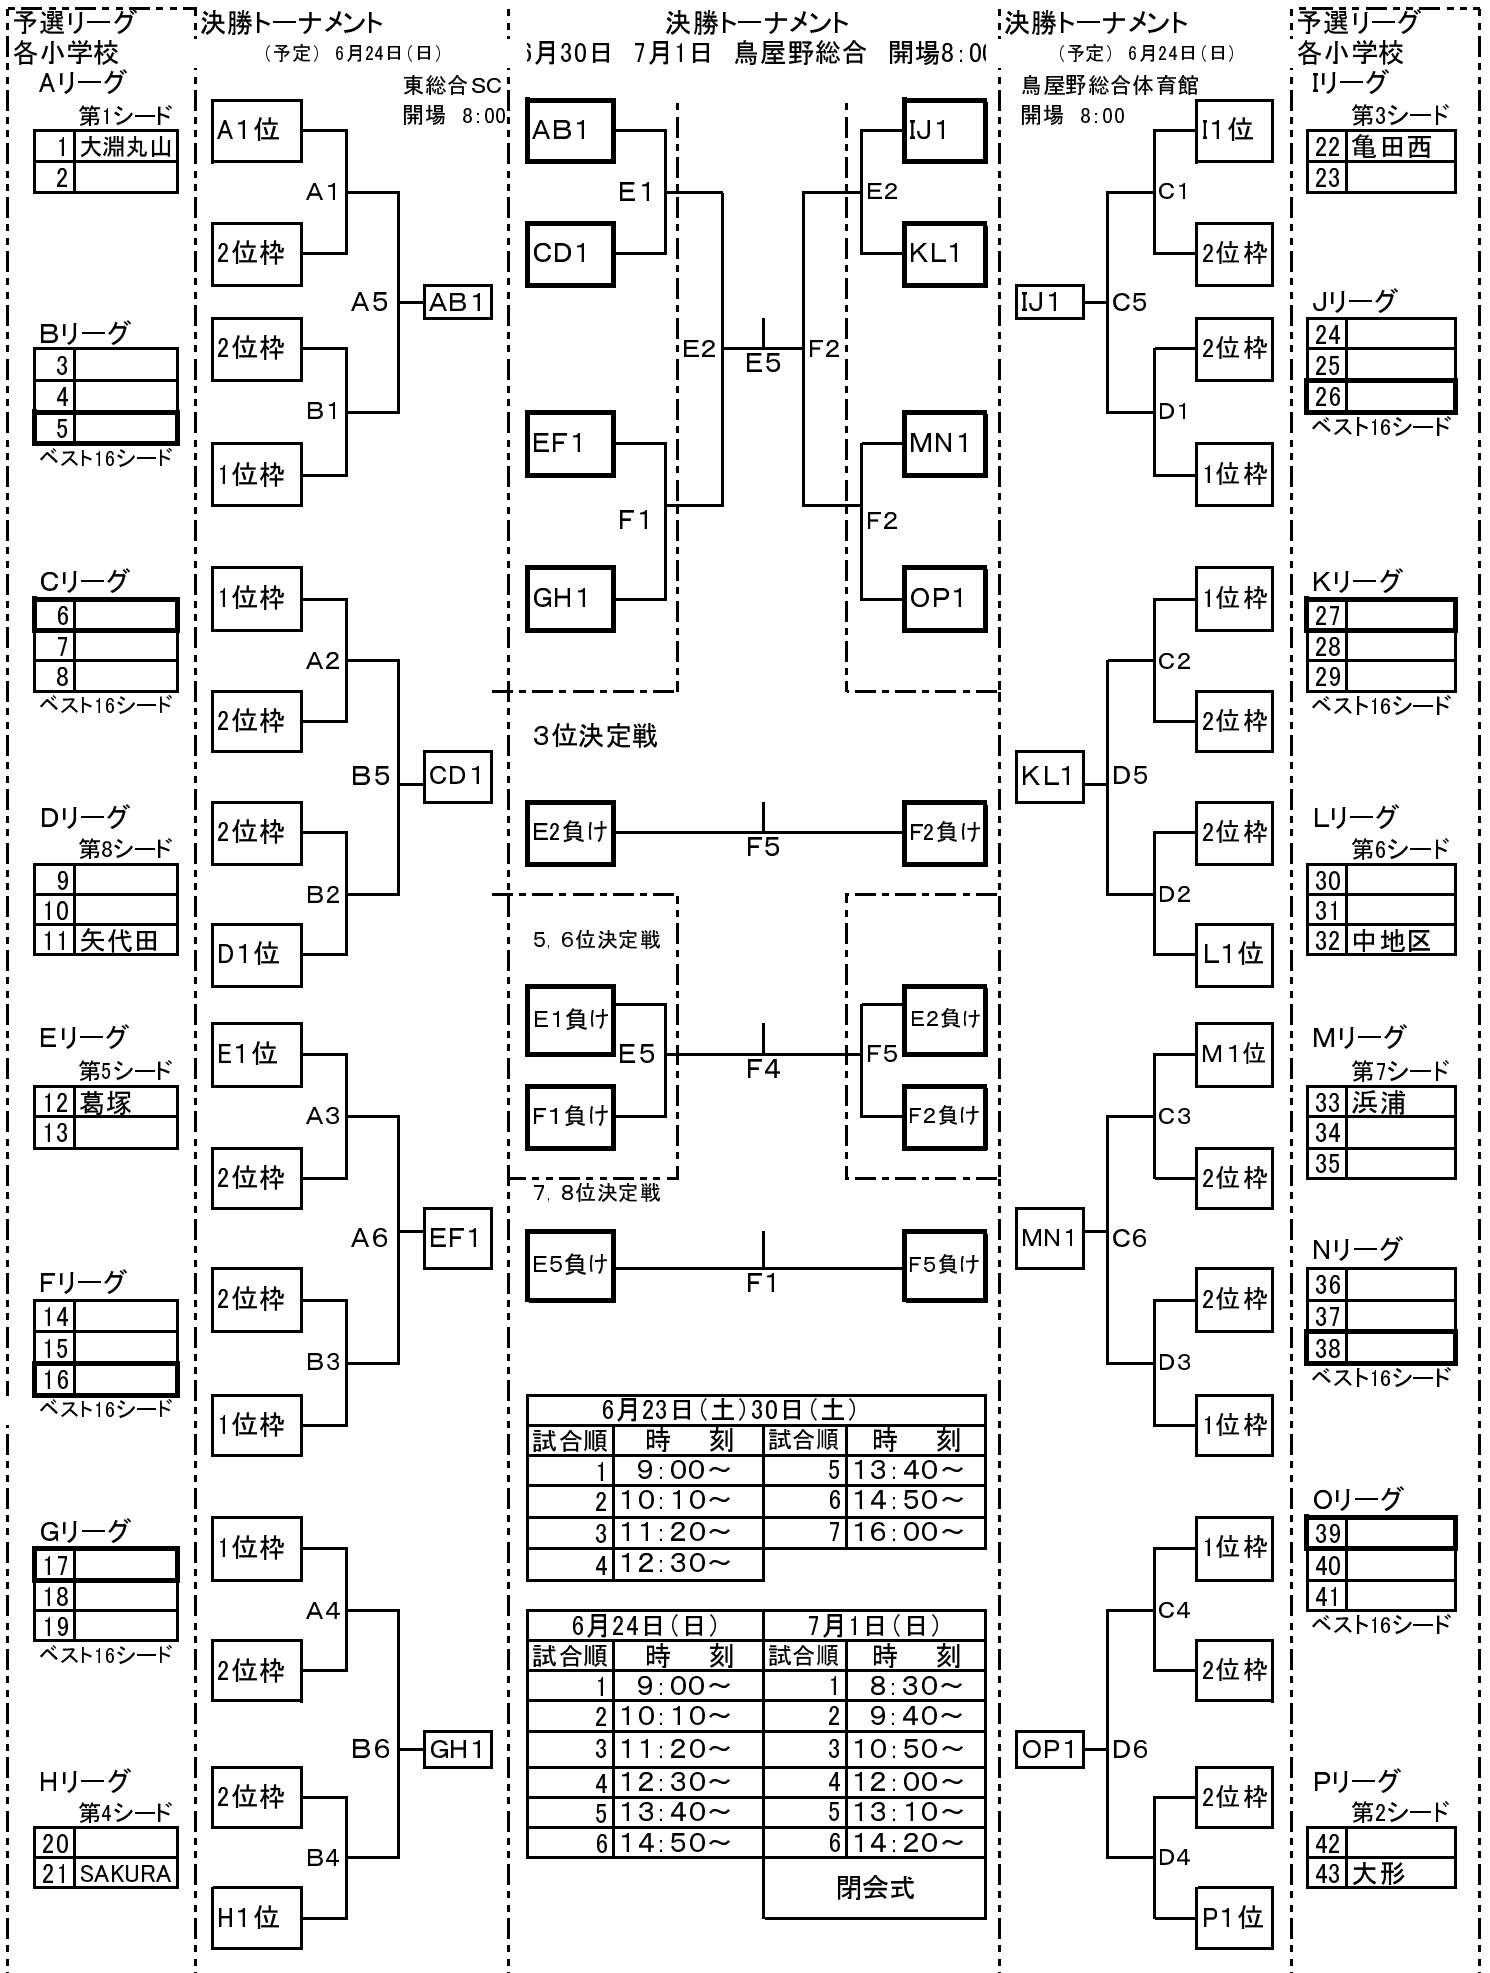 予選リーグ
各小学校
Aリーグ
第1シード
1 大淵丸山
2
Bリーグ
3
4
5
ベスト16シード
Cリーグ
6
7
8
ベスト16シード
Dリーグ
第8シード
9
10
11 矢代田
Eリーグ
第5シード
12 葛塚
13
Fリーグ
14
15
16
ベスト16シード
Gリーグ
17
18
19
ベスト16シード
Hリーグ
第4シード
20
21 SAKURA
決勝トーナメント
（予定） 6月24日（日）
東総合SC
開場 8:00
A1位
A1
2位枠
A5
AB1
2位枠
B1
1位枠
1位枠
A2
2位枠
B5
CD1
2位枠
B2
D1位
E1位
A3
2位枠
A6
EF1
2位枠
B3
1位枠
1位枠
A4
2位枠
B6
GH1
2位枠
B4
H1位
決勝トーナメント
6月30日 7月1日 鳥屋野総合 開場8:00
AB1
IJ1
E1
E2
CD1
KL1
E2
E5
F2
EF1
MN1
F1
F2
GH1
OP1
3位決定戦
E2負け
F5
F2負け
5, 6位決定戦
E1負け
E2負け
E5
F4
F5
F1負け
F2負け
7, 8位決定戦
E5負け
F1
F5負け
6月23日（土）30日（土）
試合順 時 刻 試合順 時 刻
1 9:00～ 5 13:40～
2 10:10～ 6 14:50～
3 11:20～ 7 16:00～
4 12:30～
6月24日（日） 7月1日（日）
試合順 時 刻 試合順 時 刻
1 9:00～ 1 8:30～
2 10:10～ 2 9:40～
3 11:20～ 3 10:50～
4 12:30～ 4 12:00～
5 13:40～ 5 13:10～
6 14:50～ 6 14:20～
閉会式
決勝トーナメント
（予定） 6月24日（日）
鳥屋野総合体育館
開場 8:00
I1位
C1
2位枠
IJ1
C5
2位枠
D1
1位枠
1位枠
C2
2位枠
KL1
D5
2位枠
D2
L1位
M1位
C3
2位枠
MN1
C6
2位枠
D3
1位枠
1位枠
C4
2位枠
OP1
D6
2位枠
D4
P1位
予選リーグ
各小学校
Iリーグ
第3シード
22 亀田西
23
Jリーグ
24
25
26
ベスト16シード
Kリーグ
27
28
29
ベスト16シード
Lリーグ
第6シード
30
31
32 中地区
Mリーグ
第7シード
33 浜浦
34
35
Nリーグ
36
37
38
ベスト16シード
Oリーグ
39
40
41
ベスト16シード
Pリーグ
第2シード
42
43 大形